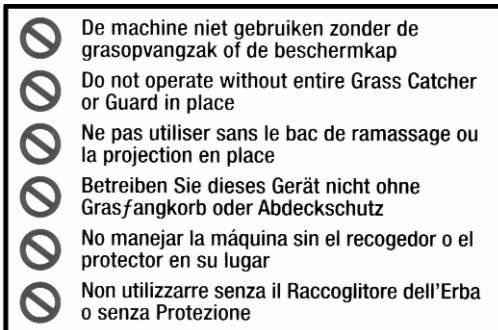 De machine niet gebruiken zonder de
grasopvangzak of de beschermkap
Do not operate without entire Grass Catcher
or Guard in place
Ne pas utiliser sans le bac de ramassage ou
la projection en place
Betreiben Sie dieses Gerät nicht ohne
Grasƒangkorb oder Abdeckschutz
No manejar la máquina sin el recogedor o el
protector en su lugar
Non utilizzarre senza il Raccoglitore dell'Erba
o senza Protezione